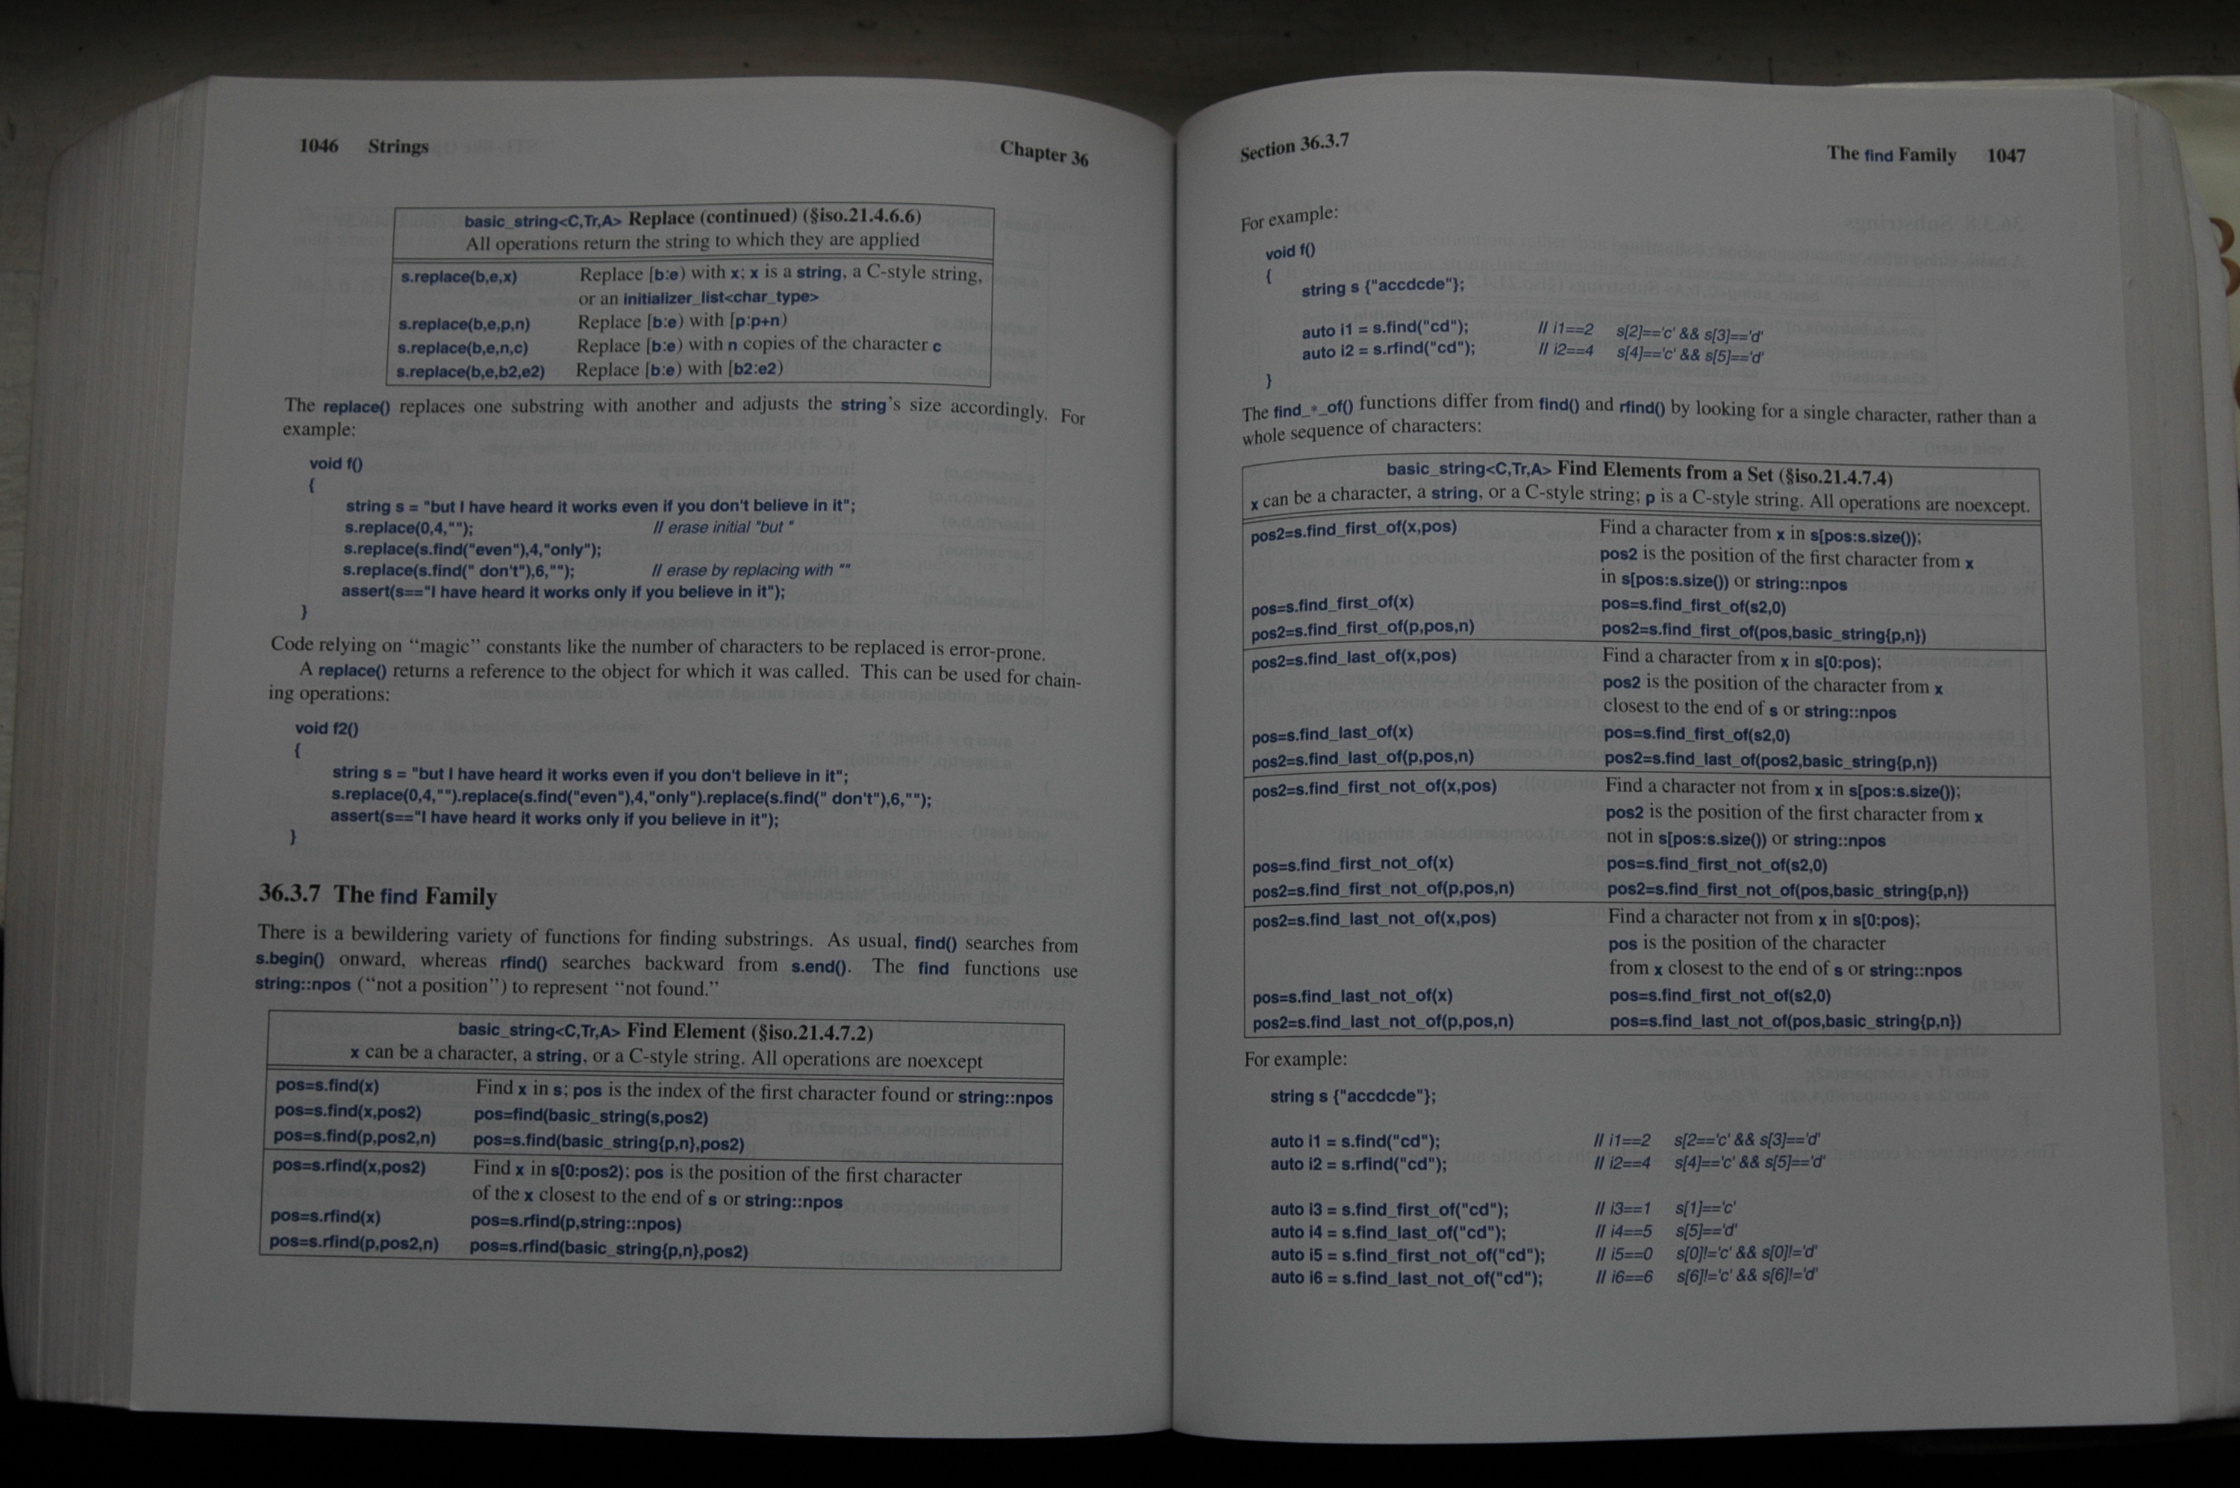 1046 Strings Chapter 36
basic_string<C,Tr,A> Replace (continued) (§iso.21.4.6.6)
All operations return the string to which they are applied
s.replace(b,e,x) Replace [b:e) with x; x is a string, a C-style string,
or an initializer_list<char_type>
s.replace(b,e,p,n) Replace [b:e) with [p:p+n)
s.replace(b,e,n,c) Replace [b:e) with n copies of the character c
s.replace(b,e,b2,e2) Replace [b:e) with [b2:e2)
The replace() replaces one substring with another and adjusts the string's size accordingly. For
example:
void f()
{
string s = "but I have heard it works even if you don't believe in it";
s.replace(0,4,""); // erase initial "but "
s.replace(s.find("even"),4,"only");
s.replace(s.find(" don't"),6,""); // erase by replacing with ""
assert(s=="I have heard it works only if you believe in it");
}
Code relying on “magic” constants like the number of characters to be replaced is error-prone.
A replace() returns a reference to the object for which it was called. This can be used for chain-
ing operations:
void f2()
{
string s = "but I have heard it works even if you don't believe in it";
s.replace(0,4,"").replace(s.find("even"),4,"only").replace(s.find(" don't"),6,"");
assert(s=="I have heard it works only if you believe in it");
}
36.3.7 The find Family
There is a bewildering variety of functions for finding substrings. As usual, find() searches from
s.begin() onward, whereas rfind() searches backward from s.end(). The find functions use
string::npos (“not a position”) to represent “not found.”
basic_string<C,Tr,A> Find Element (§iso.21.4.7.2)
x can be a character, a string, or a C-style string. All operations are noexcept
pos=s.find(x) Find x in s; pos is the index of the first character found or string::npos
pos=s.find(x,pos2) pos=find(basic_string(s,pos2)
pos=s.find(p,pos2,n) pos=s.find(basic_string{p,n},pos2)
pos=s.rfind(x,pos2) Find x in s[0:pos2); pos is the position of the first character
of the x closest to the end of s or string::npos
pos=s.rfind(x) pos=s.rfind(p,string::npos)
pos=s.rfind(p,pos2,n) pos=s.rfind(basic_string{p,n},pos2)
Section 36.3.7 The find Family 1047
For example:
void f()
{
string s {"accdcde"};
auto i1 = s.find("cd"); // i1==2 s[2]=='c' && s[3]=='d'
auto i2 = s.rfind("cd"); // i2==4 s[4]=='c' && s[5]=='d'
}
The find_*_of() functions differ from find() and rfind() by looking for a single character, rather than a
whole sequence of characters:
basic_string<C,Tr,A> Find Elements from a Set (§iso.21.4.7.4)
x can be a character, a string, or a C-style string; p is a C-style string. All operations are noexcept.
pos2=s.find_first_of(x,pos) Find a character from x in s[pos:s.size());
pos2 is the position of the first character from x
in s[pos:s.size()) or string::npos
pos=s.find_first_of(x) pos=s.find_first_of(s2,0)
pos2=s.find_first_of(p,pos,n) pos2=s.find_first_of(pos,basic_string{p,n})
pos2=s.find_last_of(x,pos) Find a character from x in s[0:pos);
pos2 is the position of the character from x
closest to the end of s or string::npos
pos=s.find_last_of(x) pos=s.find_first_of(s2,0)
pos2=s.find_last_of(p,pos,n) pos2=s.find_last_of(pos2,basic_string{p,n})
pos2=s.find_first_not_of(x,pos) Find a character not from x in s[pos:s.size());
pos2 is the position of the first character from x
not in s[pos:s.size()) or string::npos
pos=s.find_first_not_of(x) pos=s.find_first_not_of(s2,0)
pos2=s.find_first_not_of(p,pos,n) pos2=s.find_first_not_of(pos,basic_string{p,n})
pos2=s.find_last_not_of(x,pos) Find a character not from x in s[0:pos);
pos is the position of the character
from x closest to the end of s or string::npos
pos=s.find_last_not_of(x) pos=s.find_first_not_of(s2,0)
pos2=s.find_last_not_of(p,pos,n) pos=s.find_last_not_of(pos,basic_string{p,n})
For example:
string s {"accdcde"};
auto i1 = s.find("cd"); // i1==2 s[2]=='c' && s[3]=='d'
auto i2 = s.rfind("cd"); // i2==4 s[4]=='c' && s[5]=='d'
auto i3 = s.find_first_of("cd"); // i3==1 s[1]=='c'
auto i4 = s.find_last_of("cd"); // i4==5 s[5]=='d'
auto i5 = s.find_first_not_of("cd"); // i5==0 s[0]!='c' && s[0]!='d'
auto i6 = s.find_last_not_of("cd"); // i6==6 s[6]!='c' && s[6]!='d'